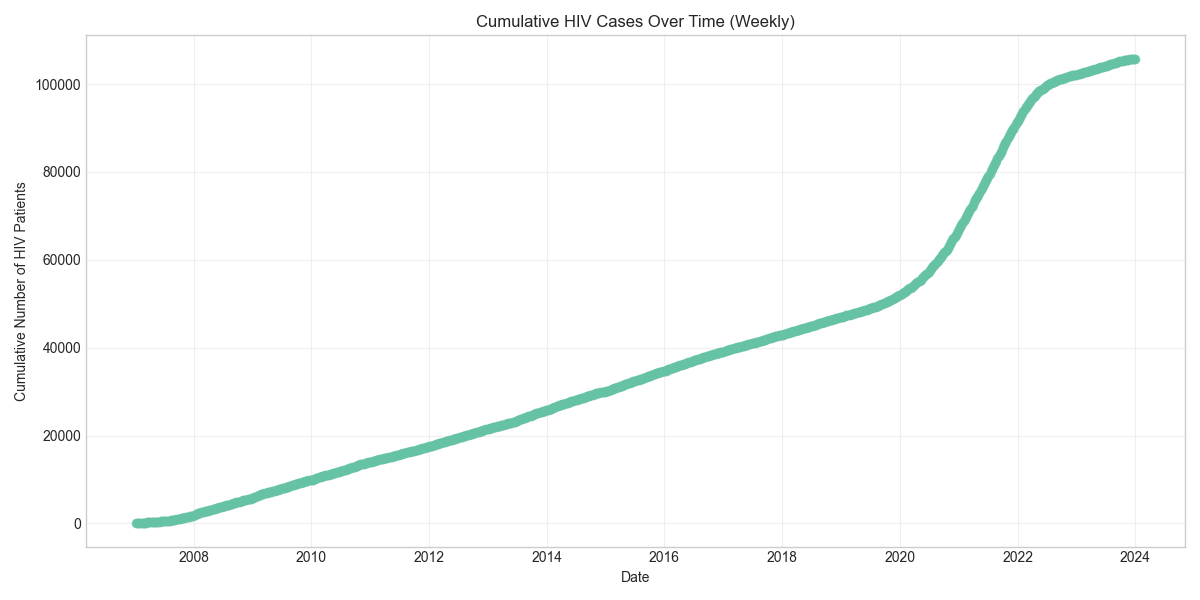 Cumulative HIV Cases Over Time (Weekly)
Cumulative Number of HIV Patients
100000
80000
60000
40000
20000
0
2008 2010 2012 2014 2016 2018 2020 2022 2024
Date